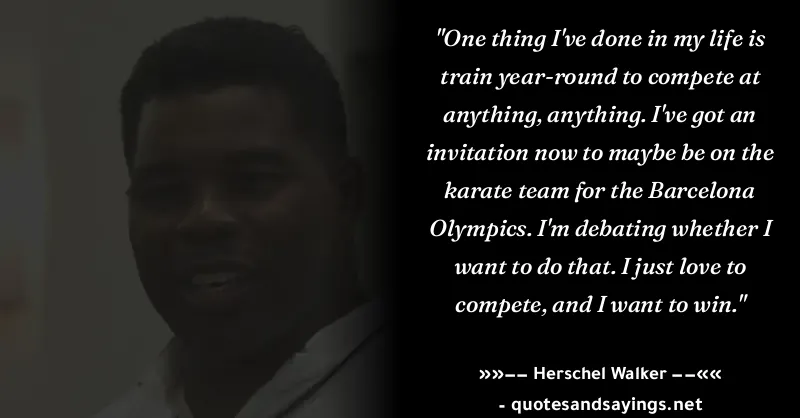 "One thing I've done in my life is
train year-round to compete at
anything, anything. I've got an
invitation now to maybe be on the
karate team for the Barcelona
Olympics. I'm debating whether I
want to do that. I just love to
compete, and I want to win."
»»−− Herschel Walker −−««
- quotesandsayings.net